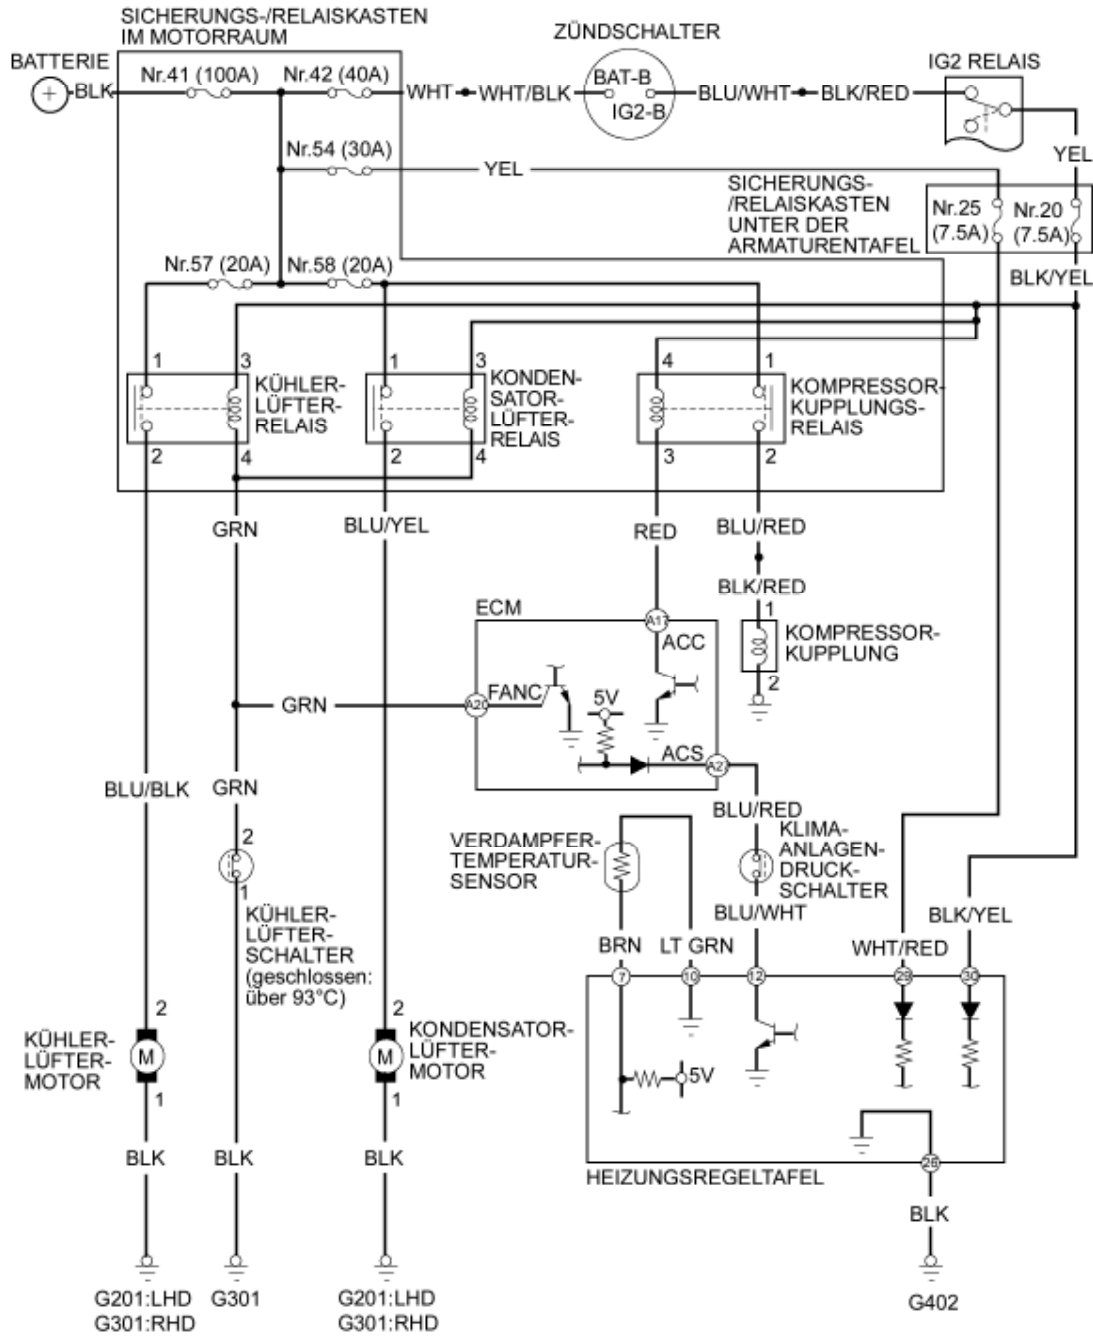 SICHERUNGS-/RELAISKASTEN
IM MOTORRAUM
ZÜNDSCHALTER
BATTERIE
IG2 RELAIS
Nr.41 (100A)
Nr.42 (40A)
BAT-B
+
BLK
WHT
WHT/BLK
BLU/WHT
BLK/RED
IG2-B
Nr.54 (30A)
YEL
YEL
SICHERUNGS-
/RELAISKASTEN
UNTER DER
ARMATURENTAFEL
Nr.25
(7.5A)
Nr.20
(7.5A)
Nr.57 (20A)
Nr.58 (20A)
BLK/YEL
1
3
1
3
4
1
KÜHLER-
LÜFTER-
RELAIS
KONDEN-
SATOR-
LÜFTER-
RELAIS
KOMPRESSOR-
KUPPLUNGS-
RELAIS
2
4
2
4
3
2
GRN
BLU/YEL
RED
BLU/RED
BLK/RED
ECM
1
A17
ACC
KOMPRESSOR-
KUPPLUNG
2
GRN
A20
FANC
5V
ACS
A27
BLU/BLK
GRN
BLU/RED
2
1
KÜHLER-
LÜFTER-
SCHALTER
(geschlossen:
über 93°C)
VERDAMPFER-
TEMPERATUR-
SENSOR
KLIMA-
ANLAGEN-
DRUCK-
SCHALTER
BLU/WHT
BLK/YEL
BRN
LT GRN
WHT/RED
7
10
12
29
30
2
KÜHLER-
LÜFTER-
MOTOR
M
1
2
KONDENSATOR-
LÜFTER-
MOTOR
M
1
5V
BLK
BLK
BLK
26
HEIZUNGSREGELTAFEL
BLK
G201:LHD
G301:RHD
G301
G201:LHD
G301:RHD
G402